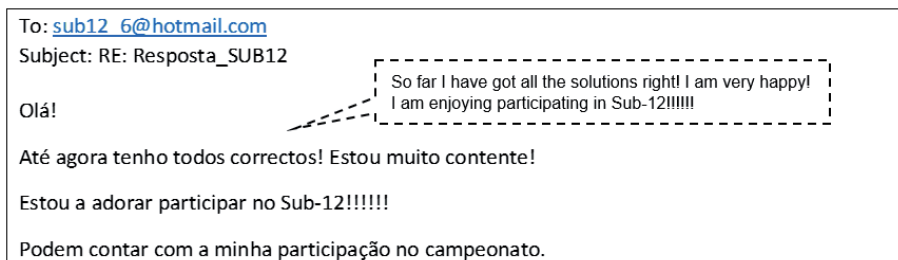 To: sub12_6@hotmail.com
Subject: RE: Resposta_SUB12
So far I have got all the solutions right! I am very happy!
I am enjoying participating in Sub-12!!!!!!
Olá!
Até agora tenho todos correctos! Estou muito contente!
Estou a adorar participar no Sub-12!!!!!!
Podem contar com a minha participação no campeonato.